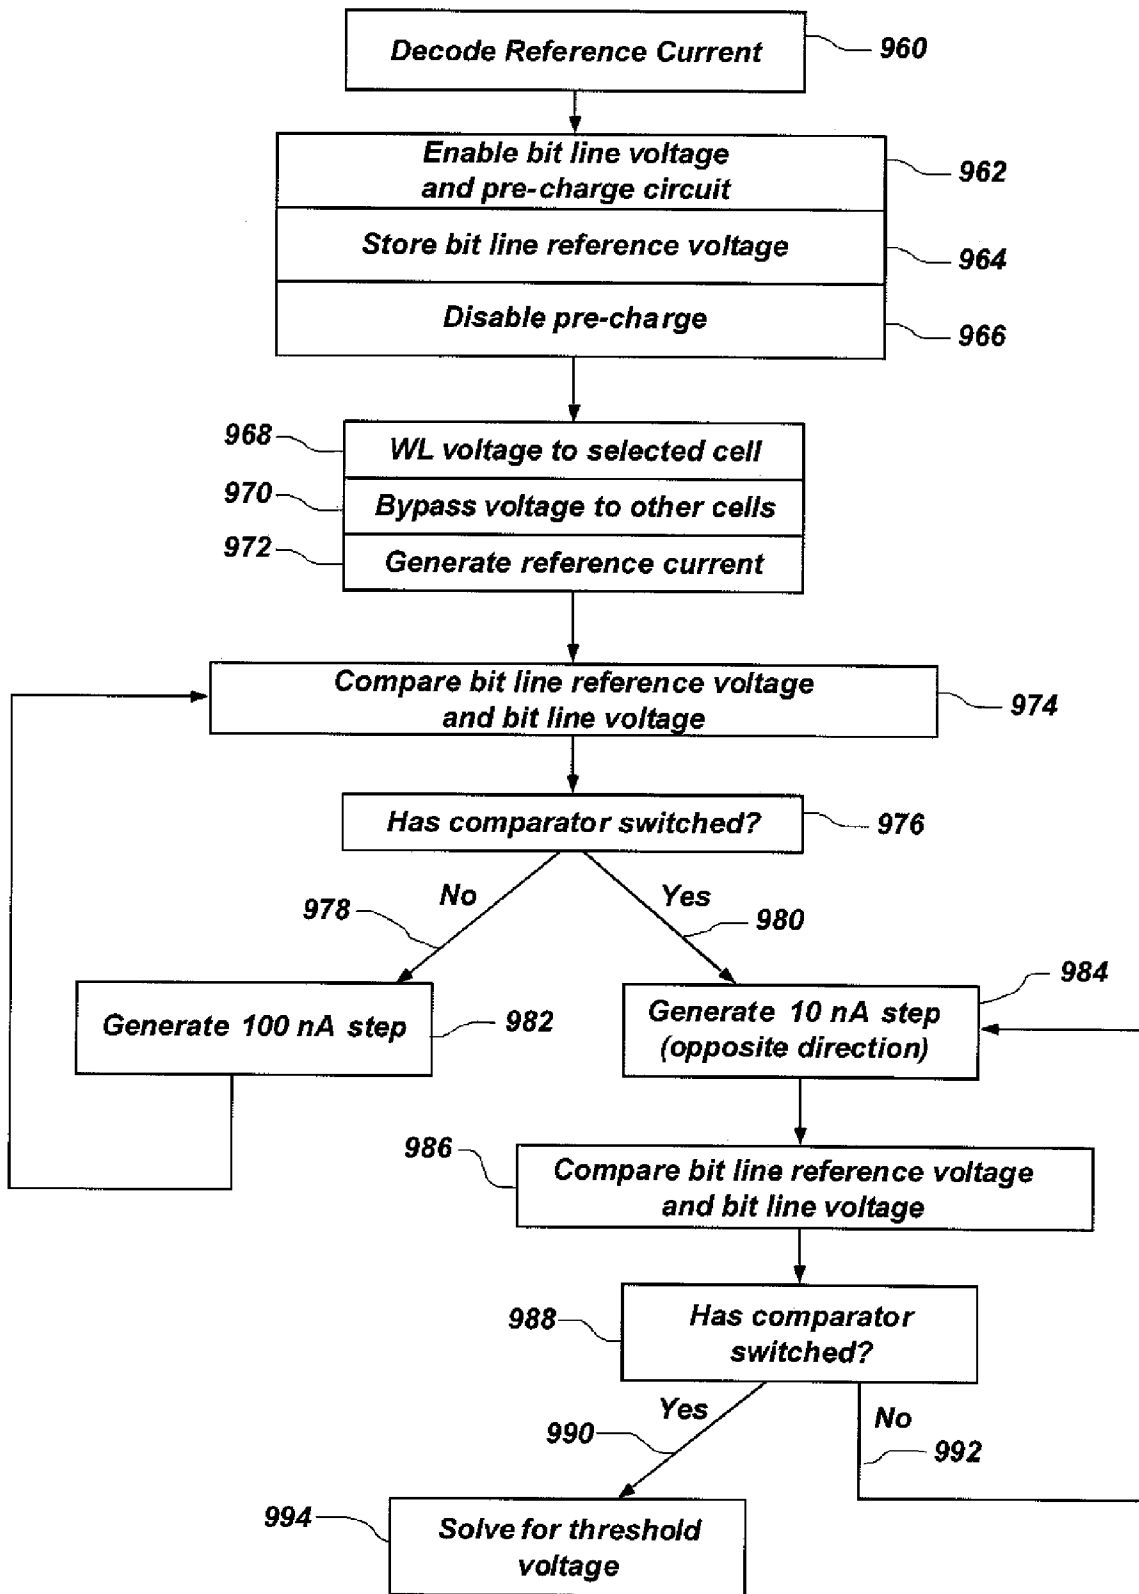 Decode Reference Current
960
Enable bit line voltage
and pre-charge circuit
962
Store bit line reference voltage
964
Disable pre-charge
966
968
WL voltage to selected cell
970
Bypass voltage to other cells
972
Generate reference current
Compare bit line reference voltage
and bit line voltage
974
Has comparator switched?
976
No
Yes
978
980
984
Generate 100 nA step
982
Generate 10 nA step
(opposite direction)
986
Compare bit line reference voltage
and bit line voltage
988
Has comparator
switched?
Yes
No
990
992
994
Solve for threshold
voltage